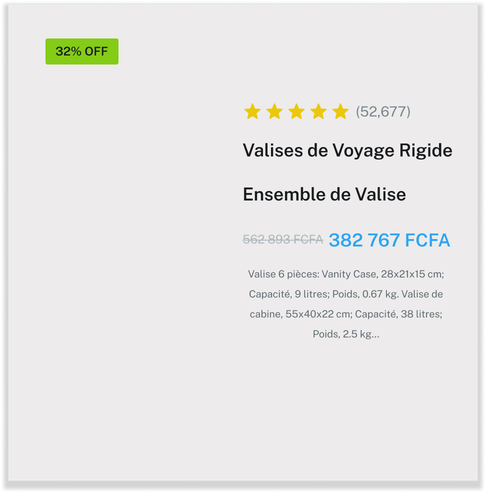 32% OFF
(52,677)
Valises de Voyage Rigide
Ensemble de Valise
562 893 FCFA 382 767 FCFA
Valise 6 pièces: Vanity Case, 28x21x15 cm;
Capacité, 9 litres; Poids, 0.67 kg. Valise de
cabine, 55x40x22 cm; Capacité, 38 litres;
Poids, 2.5 kg...